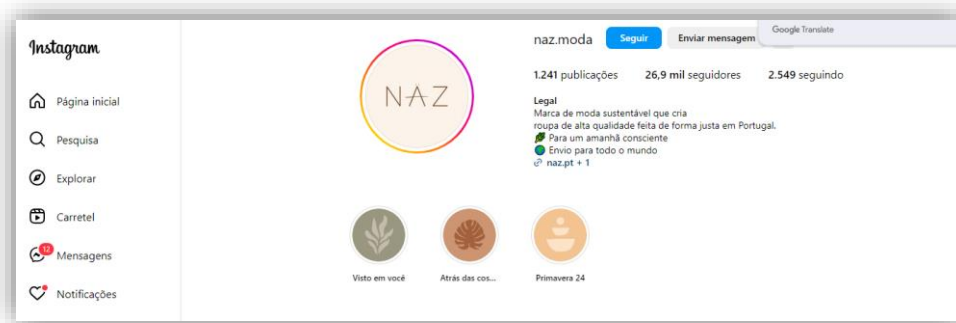 Instagram
Página inicial
Pesquisa
Explorar
Carretel
12
Mensagens
Notificações
NAZ
naz.moda Seguir Enviar mensagem
Google Translate
1.241 publicações 26,9 mil seguidores 2.549 seguindo
Legal
Marca de moda sustentável que cria
roupa de alta qualidade feita de forma justa em Portugal.
Para um amanhã consciente
Envio para todo o mundo
naz.pt + 1
Visto em você Atrás das cos... Primavera 24